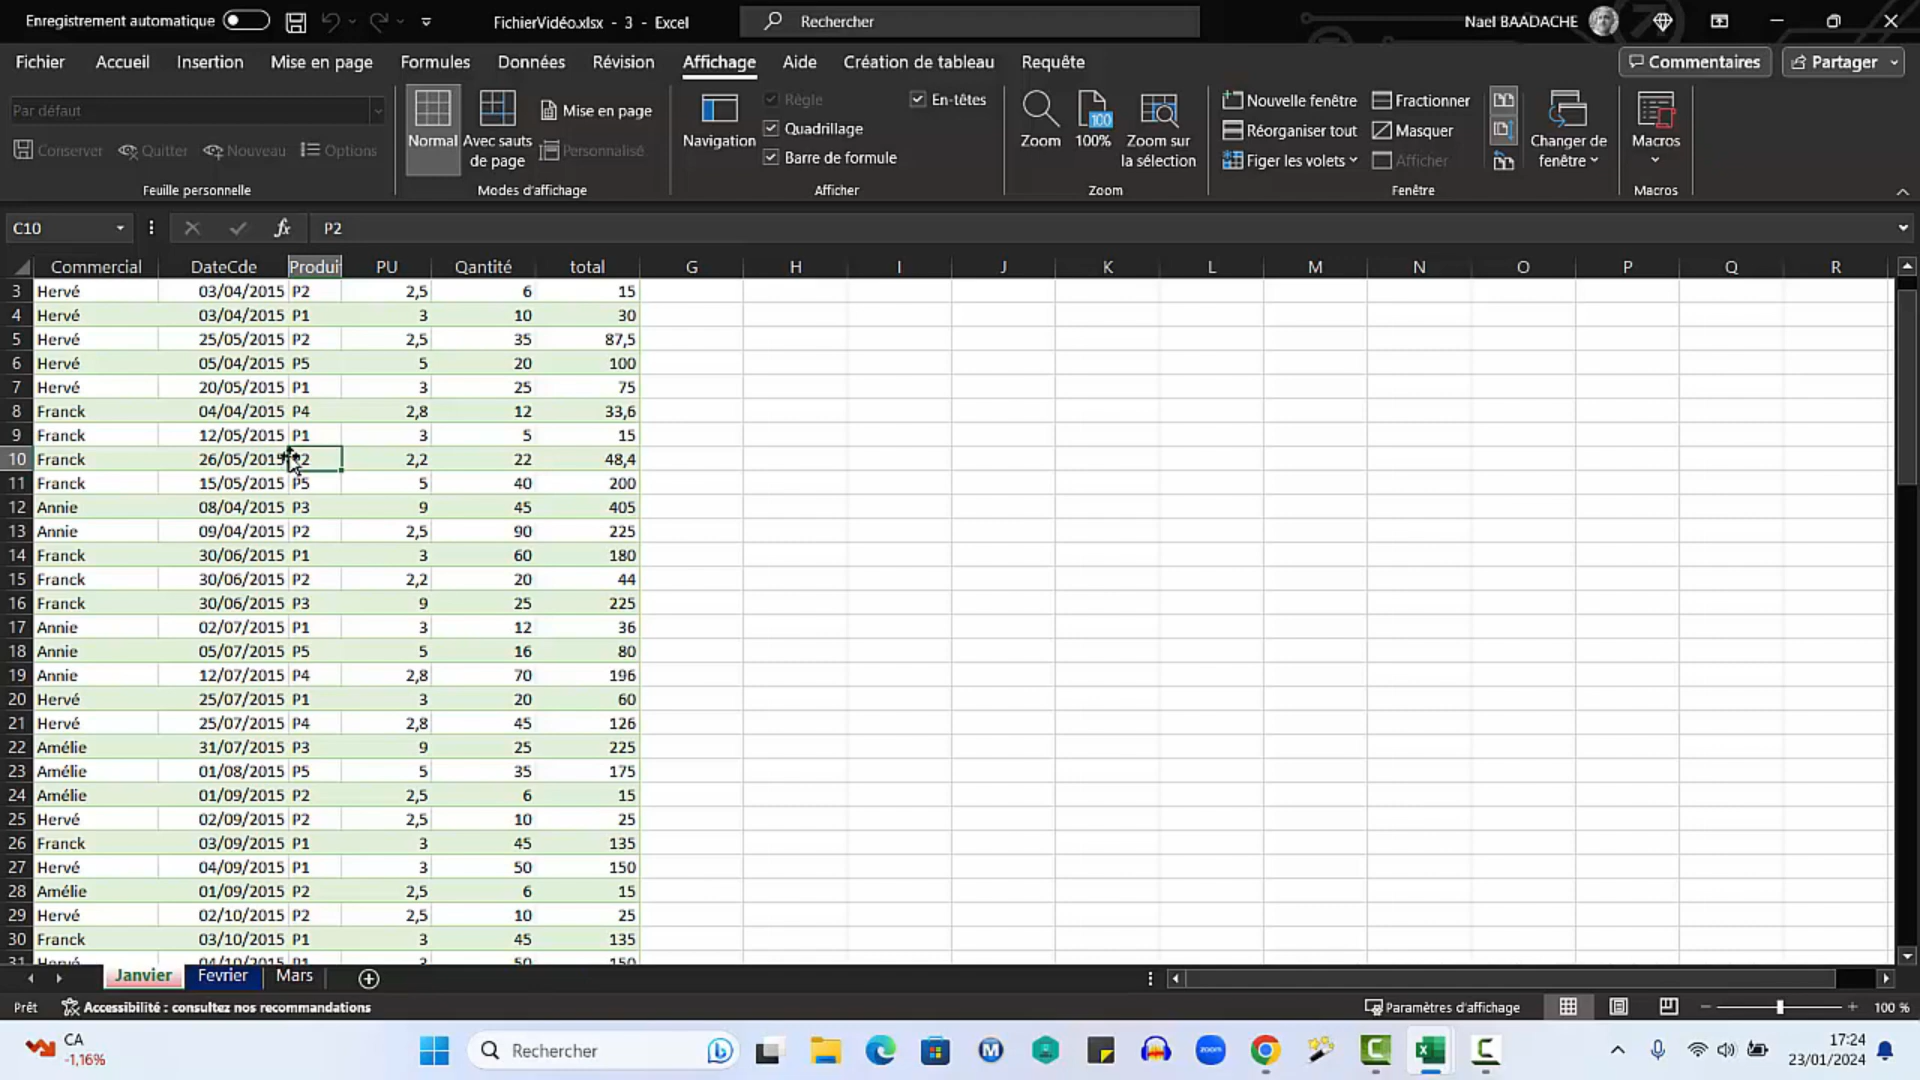 Enregistrement automatique
FichierVidéo.xlsx - 3 - Excel
Rechercher
Nael BAADACHE
Fichier Accueil Insertion Mise en page Formules Données Révision Affichage Aide Création de tableau Requête
Commentaires Partager
Par défaut
Conserver Quitter Nouveau Options
Feuille personnelle
Normal
Avec sauts de page
Mise en page
Personnalisé
Modes d'affichage
Navigation
Règle
Quadrillage
Barre de formule
En-têtes
Afficher
Zoom
100
100%
Zoom sur la sélection
Zoom
Nouvelle fenêtre
Réorganiser tout
Figer les volets
Fractionner
Masquer
Afficher
Changer de fenêtre
Fenêtre
Macros
Macros
C10 fx P2
Commercial DateCde Produi PU Qantité total G H I J K L M N O P Q R
3 Hervé 03/04/2015 P2 2,5 6 15
4 Hervé 03/04/2015 P1 3 10 30
5 Hervé 25/05/2015 P2 2,5 35 87,5
6 Hervé 05/04/2015 P5 5 20 100
7 Hervé 20/05/2015 P1 3 25 75
8 Franck 04/04/2015 P4 2,8 12 33,6
9 Franck 12/05/2015 P1 3 5 15
10 Franck 26/05/2015 P2 2,2 22 48,4
11 Franck 15/05/2015 P5 5 40 200
12 Annie 08/04/2015 P3 9 45 405
13 Annie 09/04/2015 P2 2,5 90 225
14 Franck 30/06/2015 P1 3 60 180
15 Franck 30/06/2015 P2 2,2 20 44
16 Franck 30/06/2015 P3 9 25 225
17 Annie 02/07/2015 P1 3 12 36
18 Annie 05/07/2015 P5 5 16 80
19 Annie 12/07/2015 P4 2,8 70 196
20 Hervé 25/07/2015 P1 3 20 60
21 Hervé 25/07/2015 P4 2,8 45 126
22 Amélie 31/07/2015 P3 9 25 225
23 Amélie 01/08/2015 P5 5 35 175
24 Amélie 01/09/2015 P2 2,5 6 15
25 Hervé 02/09/2015 P2 2,5 10 25
26 Franck 03/09/2015 P1 3 45 135
27 Hervé 04/09/2015 P1 3 50 150
28 Amélie 01/09/2015 P2 2,5 6 15
29 Hervé 02/10/2015 P2 2,5 10 25
30 Franck 03/10/2015 P1 3 45 135
31 Hervé 04/10/2015 P1 3 50 150
Janvier Fevrier Mars
Prêt Accessibilité : consultez nos recommandations
Paramètres d'affichage
100 %
CA
-1,16%
Rechercher
zoom
17:24
23/01/2024